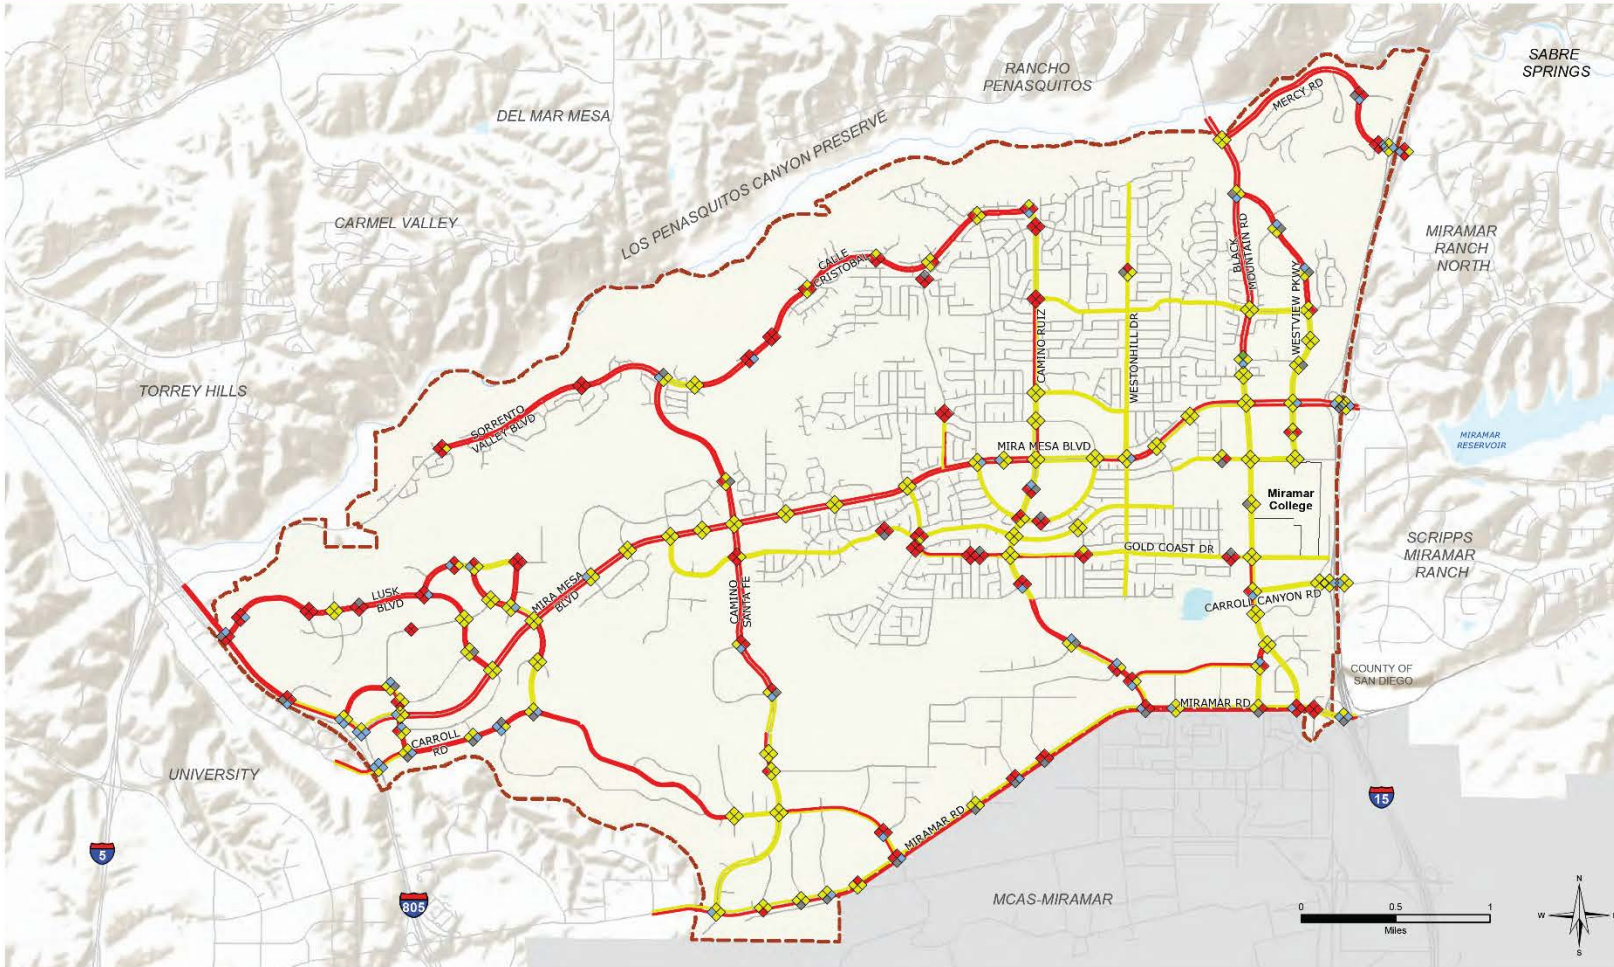 SABRE
SPRINGS
RANCHO
PENASQUITOS
MERCY RD
DEL MAR MESA
LOS PENASQUITOS CANYON PRESERVE
CARMEL VALLEY
MIRAMAR
RANCH
NORTH
BLACK
MOUNTAIN RD
CALLE
CRISTOBAL
WESTVIEW PKWY
CAMINO RUIZ
WESTONHILL DR
TORREY HILLS
SORRENTO
VALLEY BLVD
MIRA MESA BLVD
MIRAMAR
RESERVOIR
Miramar
College
GOLD COAST DR
SCRIPPS
MIRAMAR
RANCH
LUSK
BLVD
MIRA MESA
BLVD
CAMINO
SANTA FE
CARROLL CANYON RD
COUNTY OF
SAN DIEGO
MIRAMAR RD
CARROLL
RD
UNIVERSITY
15
MIRAMAR RD
5
805
MCAS-MIRAMAR
N
W
S
0 0.5 1
Miles